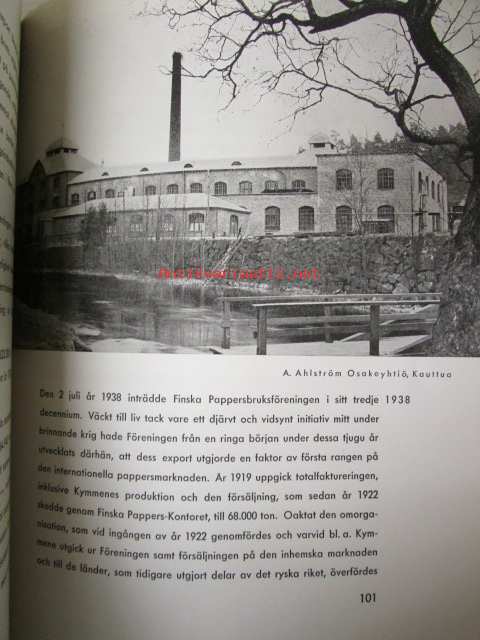 A. Ahlström Osakeyhtiö, Kauttua
Den 2 juli år 1938 inträdde Finska Pappersbruksföreningen i sitt tredje 1938
decennium. Väckt till liv tack vare ett djärvt och vidsynt initiativ mitt under
brinnande krig hade Föreningen från en ringa början under dessa tjugu år
utvecklats därhän, att dess export utgjorde en faktor av första rangen på
den internationella pappersmarknaden. År 1919 uppgick totalfaktureringen,
inklusive Kymmenes produktion och den försäljning, som sedan år 1922
skedde genom Finska Pappers-Kontoret, till 68.000 ton. Oaktat den omorga-
nisation, som vid ingången av år 1922 genomfördes och varvid bl. a. Kym-
mene utgick ur Föreningen samt försäljningen på den inhemska marknaden
och till de länder, som tidigare utgjort delar av det ryska riket, överfördes
101